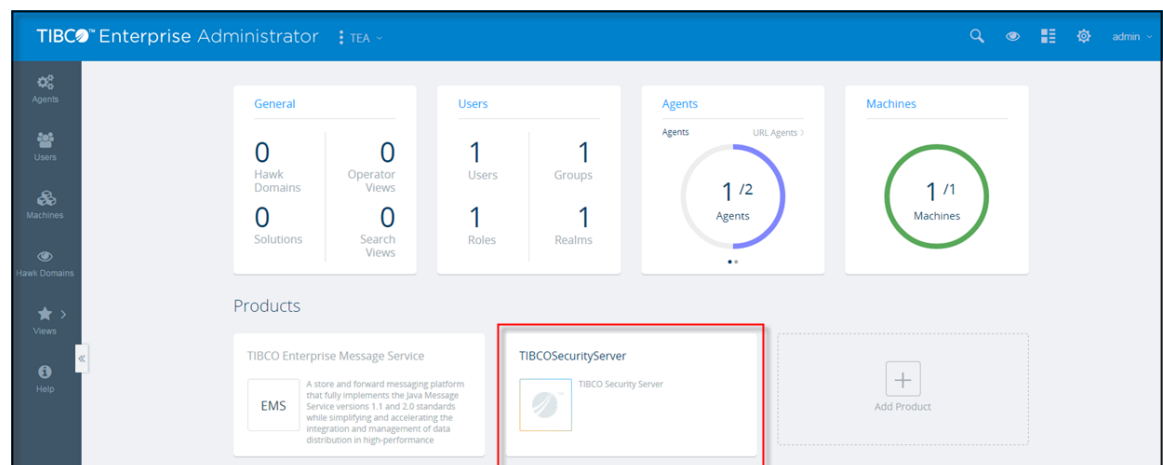 TIBCO™ Enterprise Administrator TEA admin
Agents
Users
Machines
Hawk Domains
Views
Help
General
0
Hawk
Domains
0
Operator
Views
0
Solutions
0
Search
Views
Users
1
Users
1
Groups
1
Roles
1
Realms
Agents
Agents URL Agents >
1 /2
Agents
Machines
1 /1
Machines
Products
TIBCO Enterprise Message Service
EMS
A store and forward messaging platform
that fully implements the Java Message
Service versions 1.1 and 2.0 standards
while simplifying and accelerating the
integration and management of data
distribution in high-performance
TIBCOSecurityServer
TIBCO Security Server
Add Product